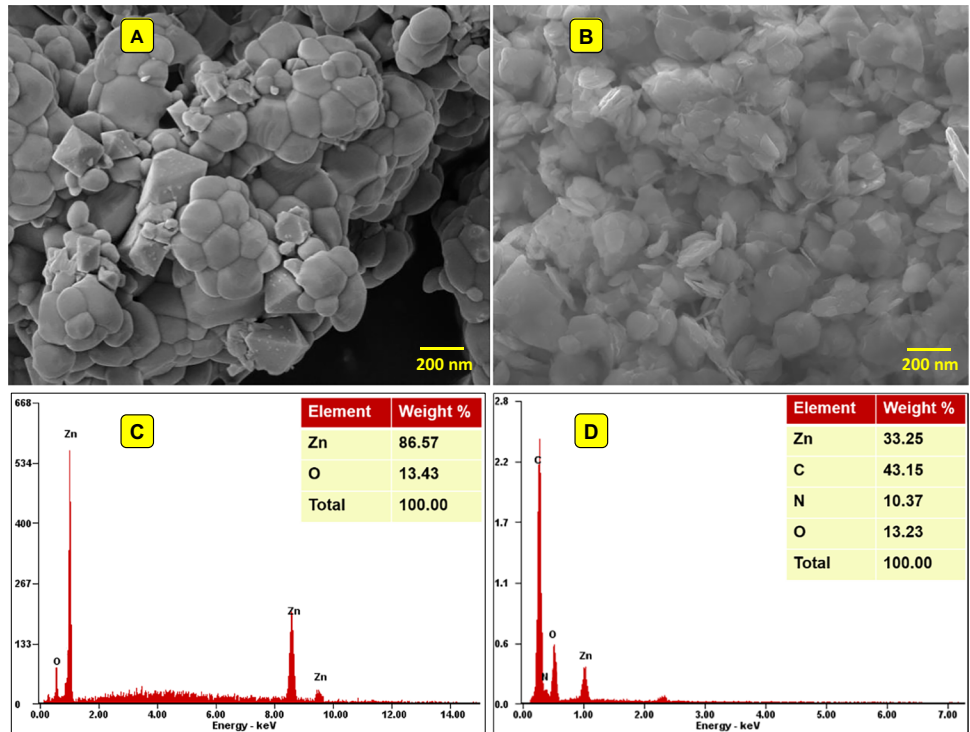 A
B
200 nm
200 nm
C
Element Weight %
Zn 86.57
O 13.43
Total 100.00
668
534
400
267
133
0
Zn
O
Zn
Zn
0.00 2.00 4.00 6.00 8.00 10.00 12.00 14.00
Energy - keV
D
Element Weight %
Zn 33.25
C 43.15
N 10.37
O 13.23
Total 100.00
2.8
2.2
1.7
1.1
0.6
0.0
C
N
O
Zn
0.00 1.00 2.00 3.00 4.00 5.00 6.00 7.00
Energy - keV